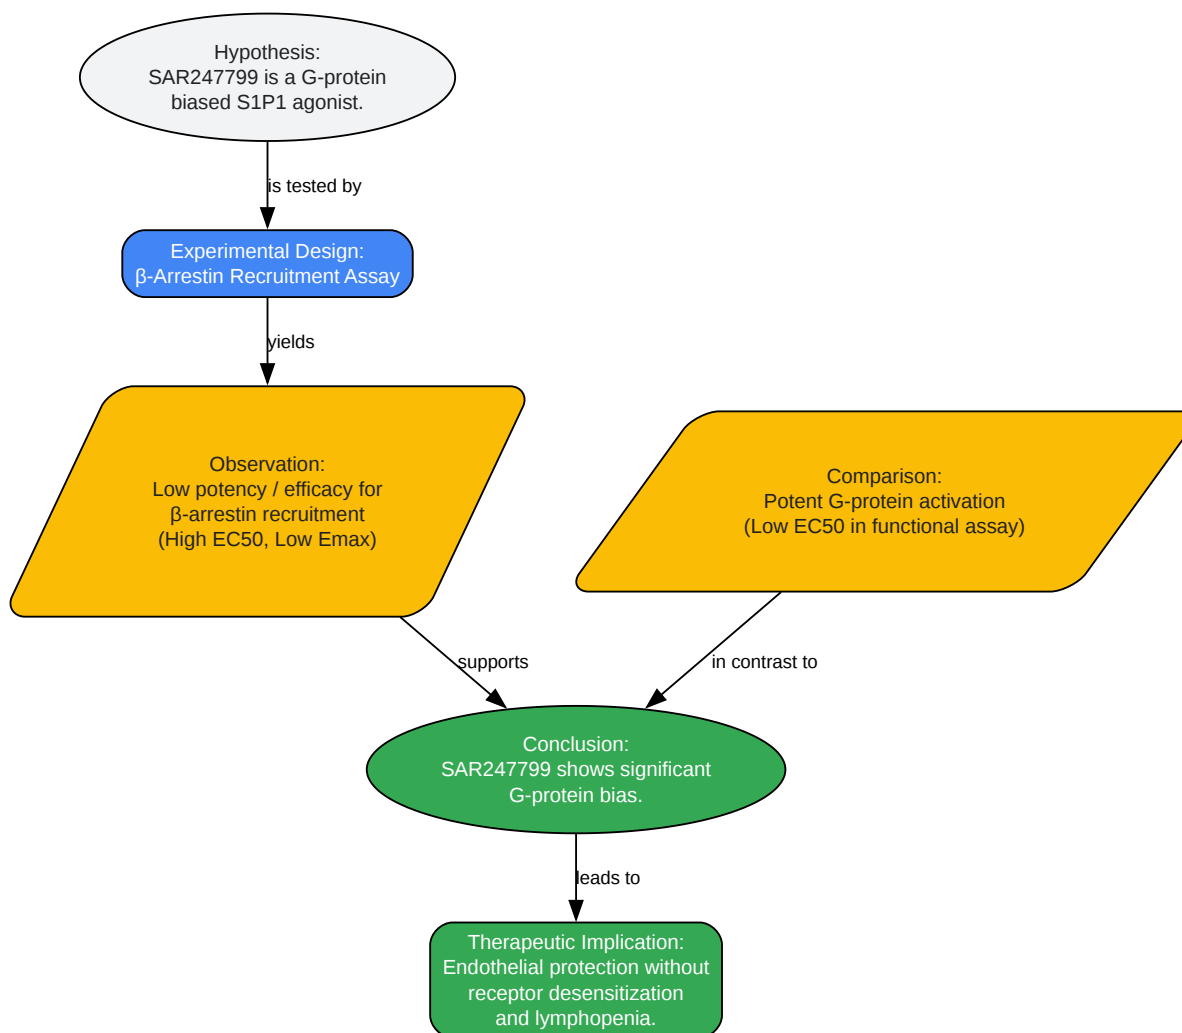 Hypothesis:
SAR247799 is a G-protein
biased S1P1 agonist.
is tested by
Experimental Design:
β-Arrestin Recruitment Assay
yields
Observation:
Low potency / efficacy for
β-arrestin recruitment
(High EC50, Low Emax)
Comparison:
Potent G-protein activation
(Low EC50 in functional assay)
supports
in contrast to
Conclusion:
SAR247799 shows significant
G-protein bias.
leads to
Therapeutic Implication:
Endothelial protection without
receptor desensitization
and lymphopenia.